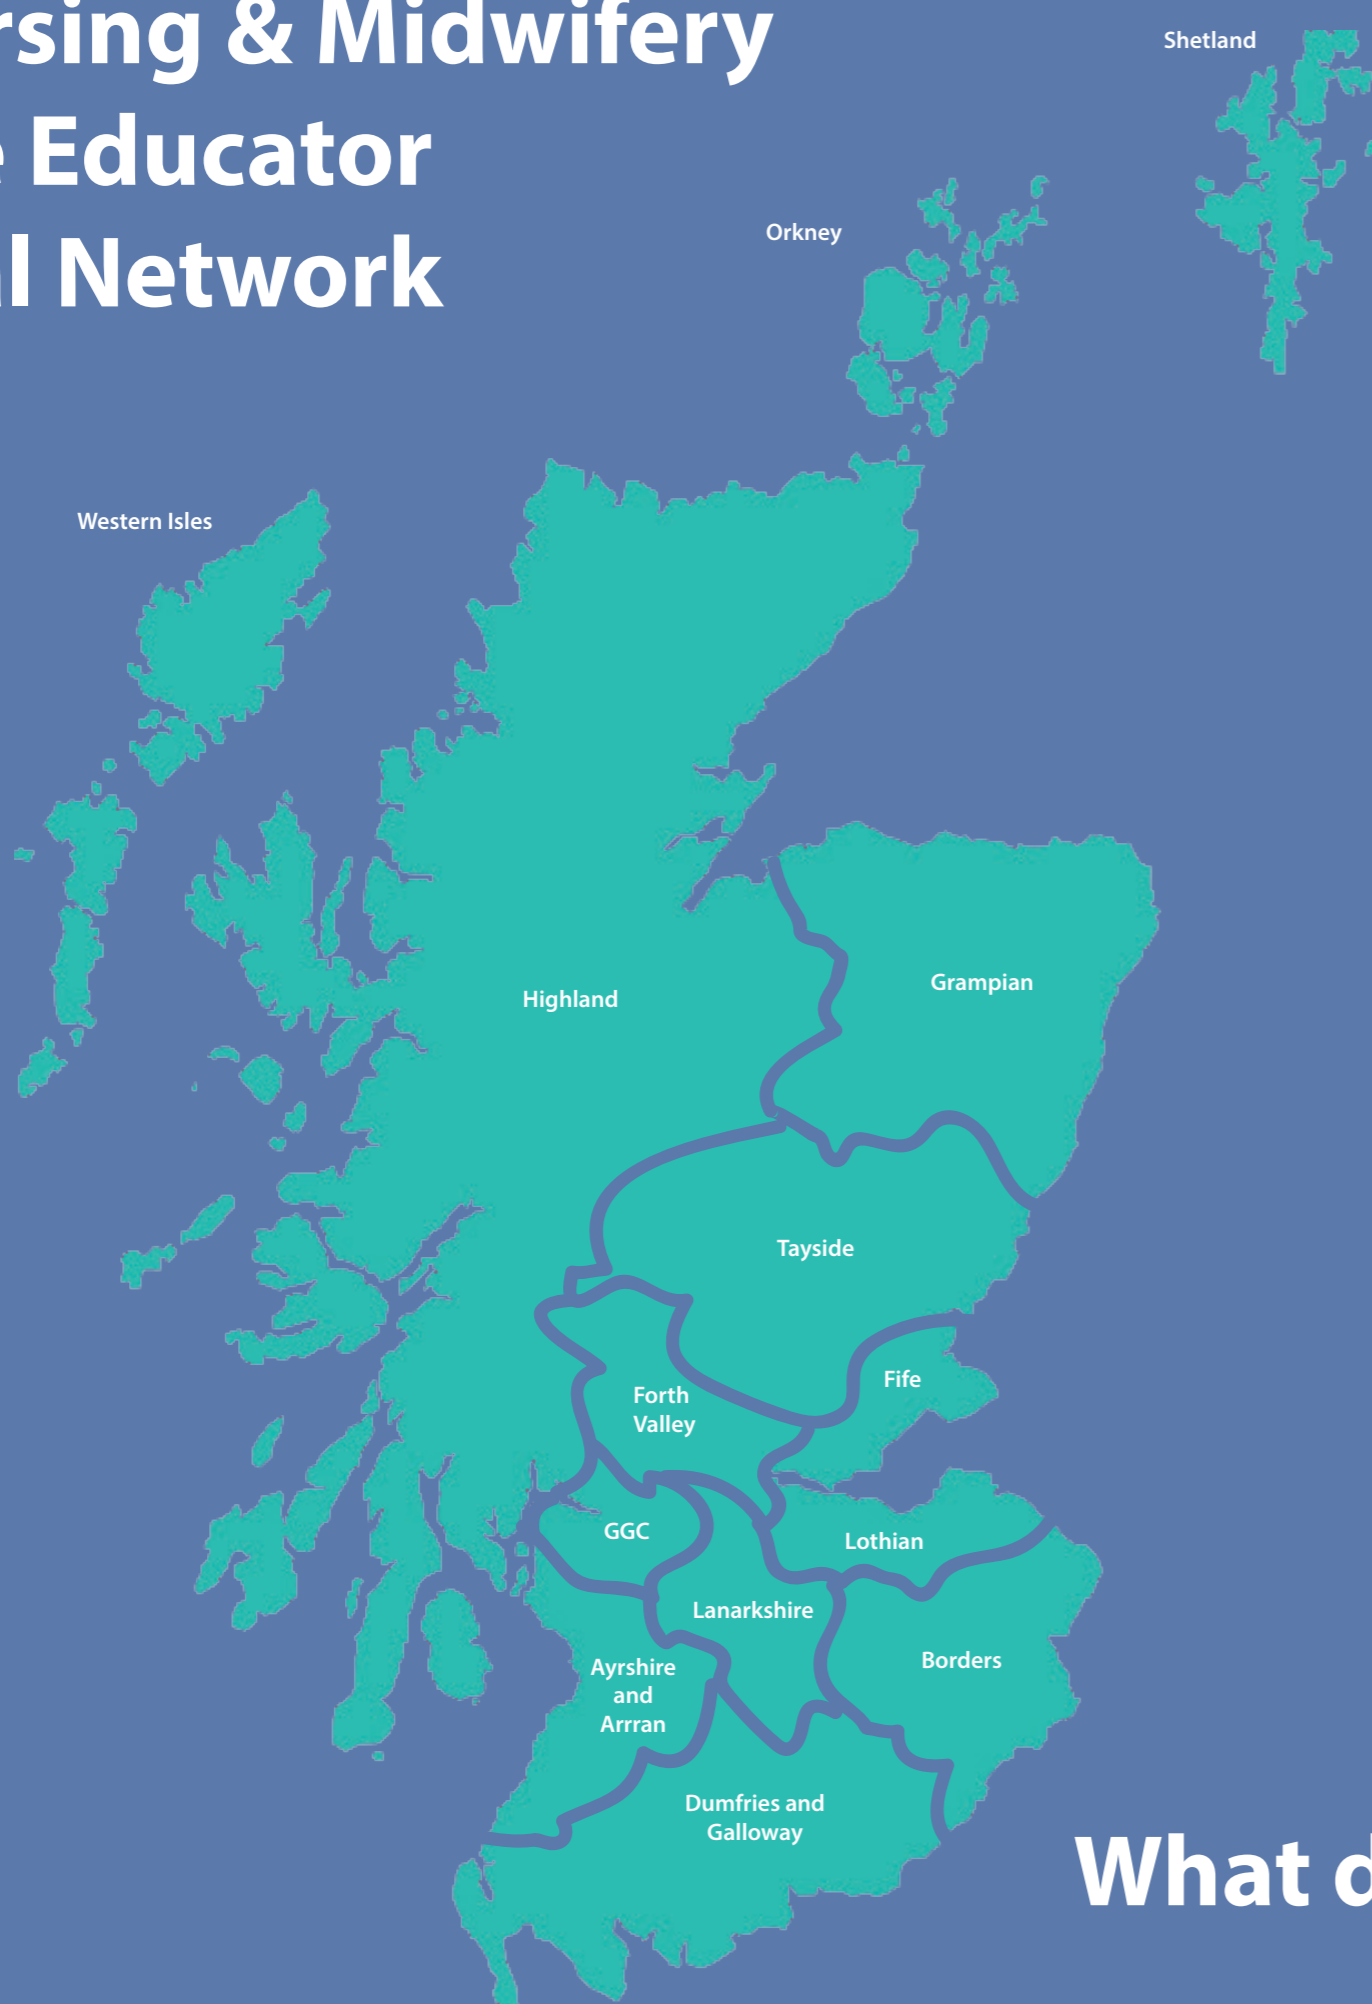 rsing & Midwifery
Educator
l Network
Shetland
Orkney
Western Isles
Highland
Grampian
Tayside
Fife
Forth
Valley
GGC
Lothian
Lanarkshire
Borders
Ayrshire
and
Arrran
Dumfries and
Galloway
What d